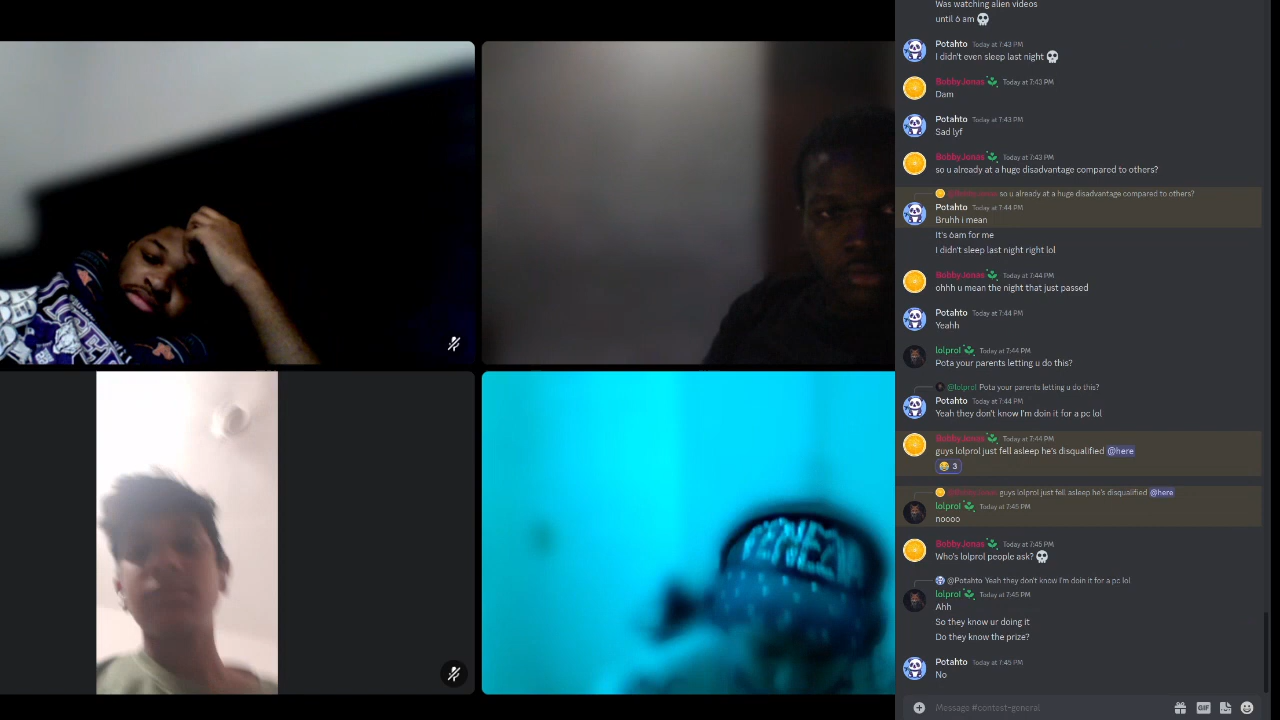 Was watching alien videos
until 6 am
Potahto Today at 7:43 PM
I didn't even sleep last night
BobbyJonas Today at 7:43 PM
Dam
Potahto Today at 7:43 PM
Sad lyf
BobbyJonas Today at 7:43 PM
so u already at a huge disadvantage compared to others?
so u already at a huge disadvantage compared to others?
Potahto Today at 7:44 PM
Bruhh i mean
It's 6am for me
I didn't sleep last night right lol
BobbyJonas Today at 7:44 PM
ohhh u mean the night that just passed
Potahto Today at 7:44 PM
Yeahh
lolprol Today at 7:44 PM
Pota your parents letting u do this?
@lolprol Pota your parents letting u do this?
Potahto Today at 7:44 PM
Yeah they don't know I'm doin it for a pc lol
BobbyJonas Today at 7:44 PM
guys lolprol just fell asleep he's disqualified @here
3
guys lolprol just fell asleep he's disqualified @here
lolprol Today at 7:45 PM
noooo
BobbyJonas Today at 7:45 PM
Who's lolprol people ask?
@Potahto Yeah they don't know I'm doin it for a pc lol
lolprol Today at 7:45 PM
Ahh
So they know ur doing it
Do they know the prize?
Potahto Today at 7:45 PM
No
Message #contest-general
GIF